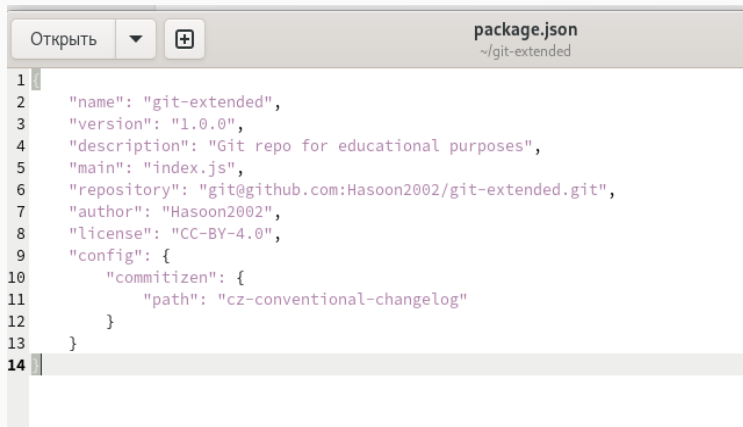 Открыть
package.json
~/git-extended
1 {
2     "name": "git-extended",
3     "version": "1.0.0",
4     "description": "Git repo for educational purposes",
5     "main": "index.js",
6     "repository": "git@github.com:Hasoon2002/git-extended.git",
7     "author": "Hasoon2002",
8     "license": "CC-BY-4.0",
9     "config": {
10         "commitizen": {
11             "path": "cz-conventional-changelog"
12         }
13     }
14 }